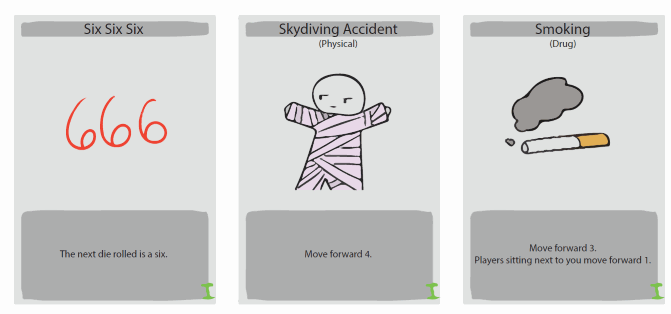 Six Six Six
666
The next die rolled is a six.
Skydiving Accident
(Physical)
Move forward 4.
Smoking
(Drug)
Move forward 3.
Players sitting next to you move forward 1.